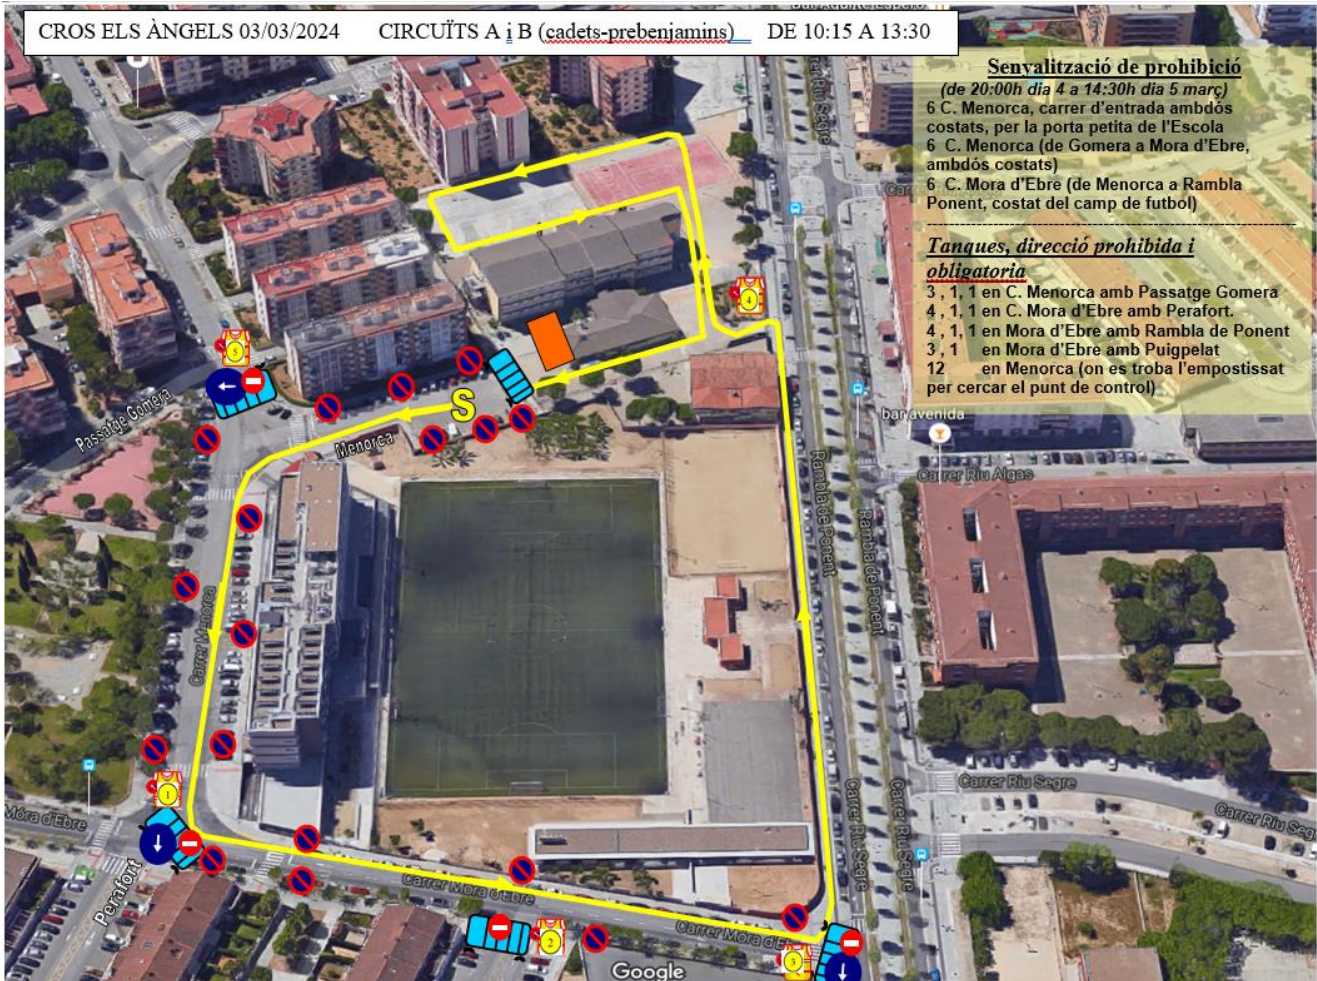 CROS ELS ÀNGELS 03/03/2024 CIRCUÏTS A i B (cadets-prebenjamins) DE 10:15 A 13:30
Senyalització de prohibició
(de 20:00h dia 4 a 14:30h dia 5 març)
6 C. Menorca, carrer d'entrada ambdós
costats, per la porta petita de l'Escola
6 C. Menorca (de Gomera a Mora d'Ebre,
ambdós costats)
6 C. Mora d'Ebre (de Menorca a Rambla
Ponent, costat del camp de futbol)
Tanques, direcció prohibida i
obligatoria
3 , 1, 1 en C. Menorca amb Passatge Gomera
4 , 1, 1 en C. Mora d'Ebre amb Perafort.
4 , 1, 1 en Mora d'Ebre amb Rambla de Ponent
3 , 1 en Mora d'Ebre amb Puigpelat
12 en Menorca (on es troba l'empostissat
per cercar el punt de control)
4
5
Passatge Gomera
S
Menorca
bar avenida
Carrer Riu Algas
Rambla de Ponent
Rambla de Ponent
Carrer Menorca
Carrer Riu Segre
Carrer Riu Seg
1
Móra d'Ebre
Perafort
Carrer Riu Segre
Carrer Riu Segre
Carrer Móra d'Ebre
Carrer Móra d'E
2
3
Google